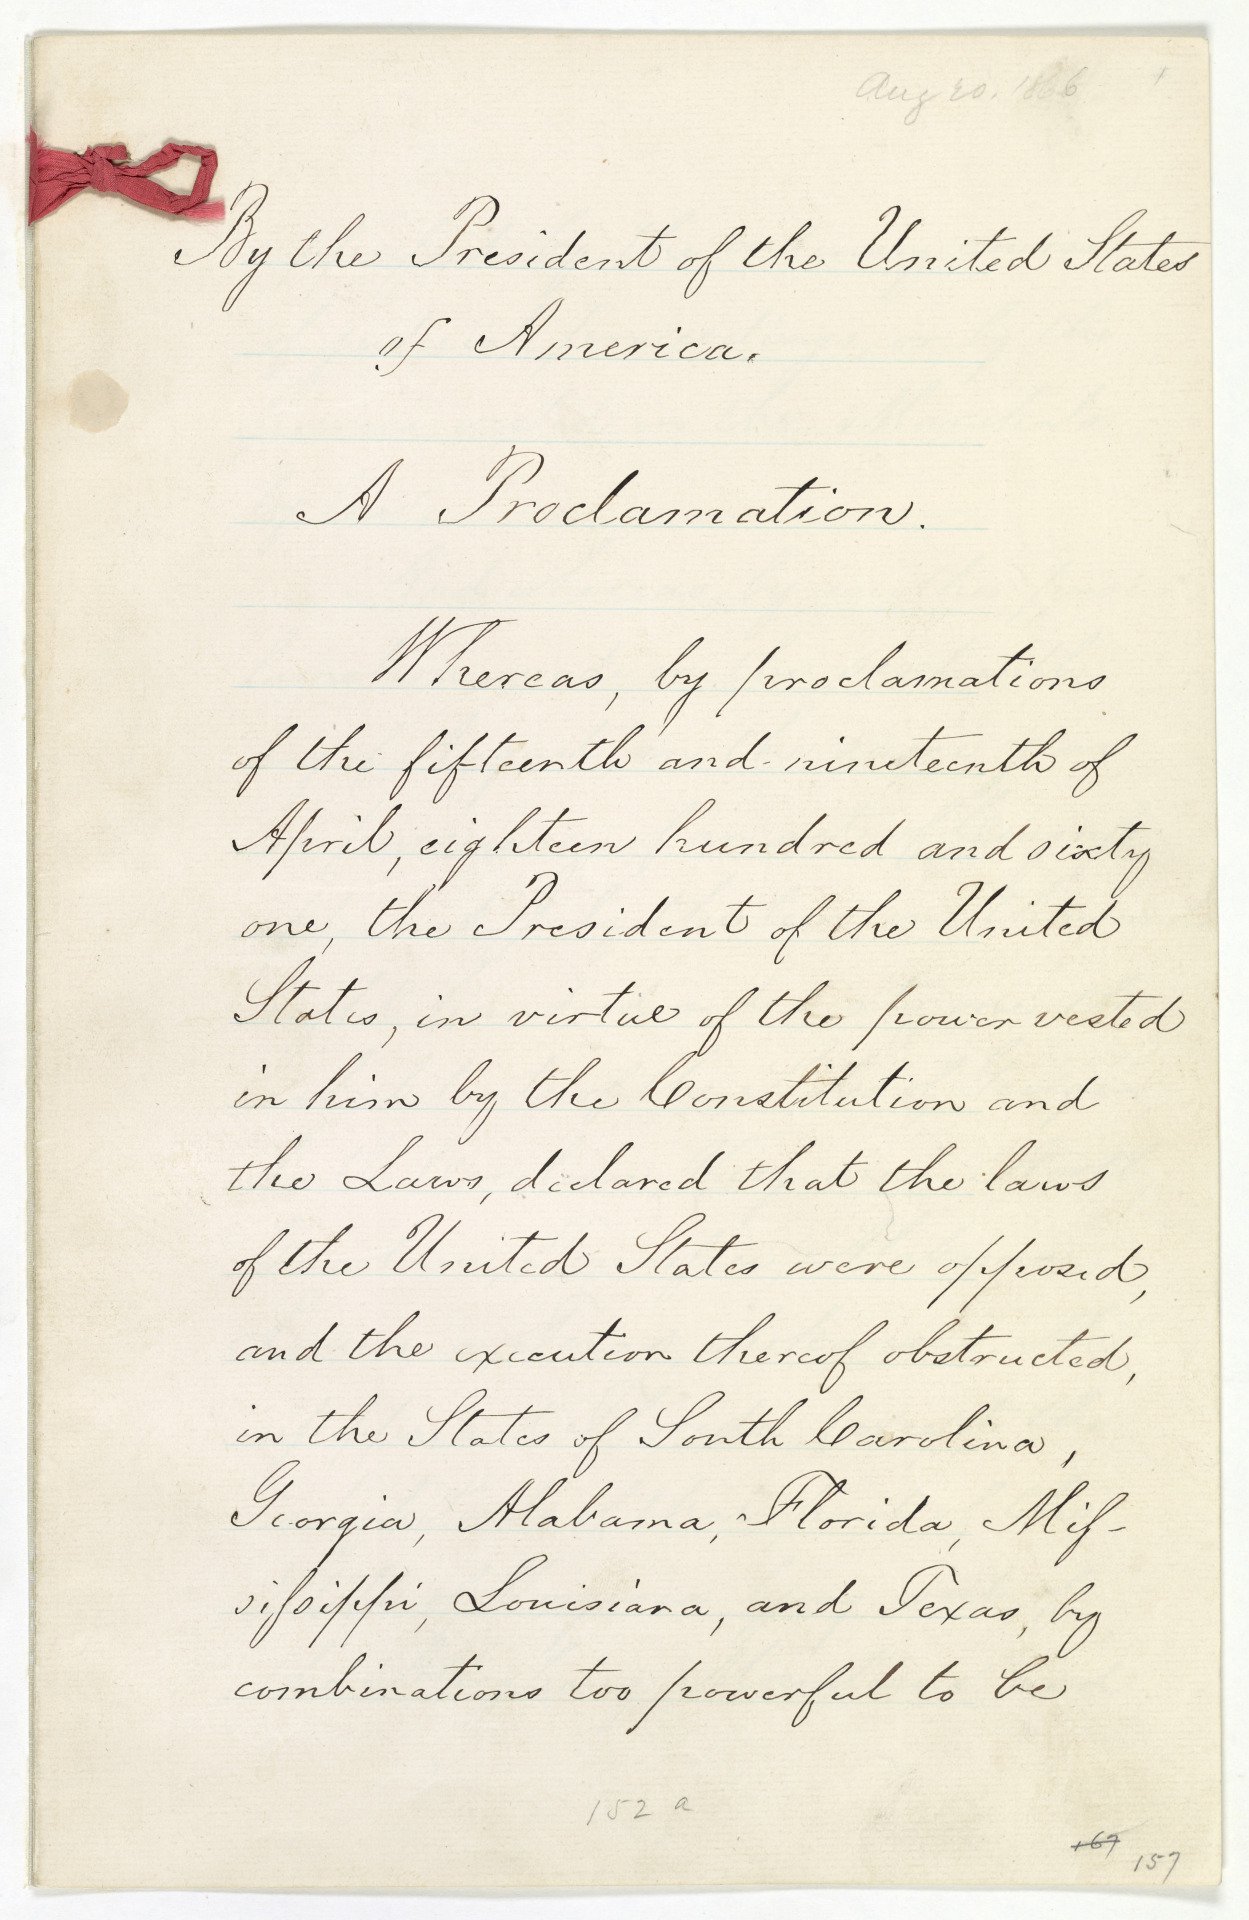 Aug 20. 1866
By the President of the United States
of America.
A Proclamation.
Whereas, by proclamations
of the fifteenth and nineteenth of
April, eighteen hundred and sixty
one, the President of the United
States, in virtue of the power vested
in him by the Constitution and
the Laws, declared that the laws
of the United States were opposed,
and the execution thereof obstructed,
in the States of South Carolina,
Georgia, Alabama, Florida, Mis-
sissippi, Louisiana, and Texas, by
combinations too powerful to be
152 a
157